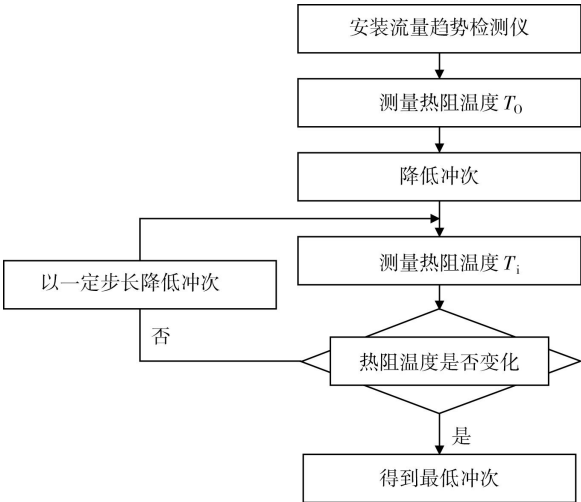 安装流量趋势检测仪
测量热阻温度 T0
降低冲次
测量热阻温度 Ti
以一定步长降低冲次
否
热阻温度是否变化
是
得到最低冲次